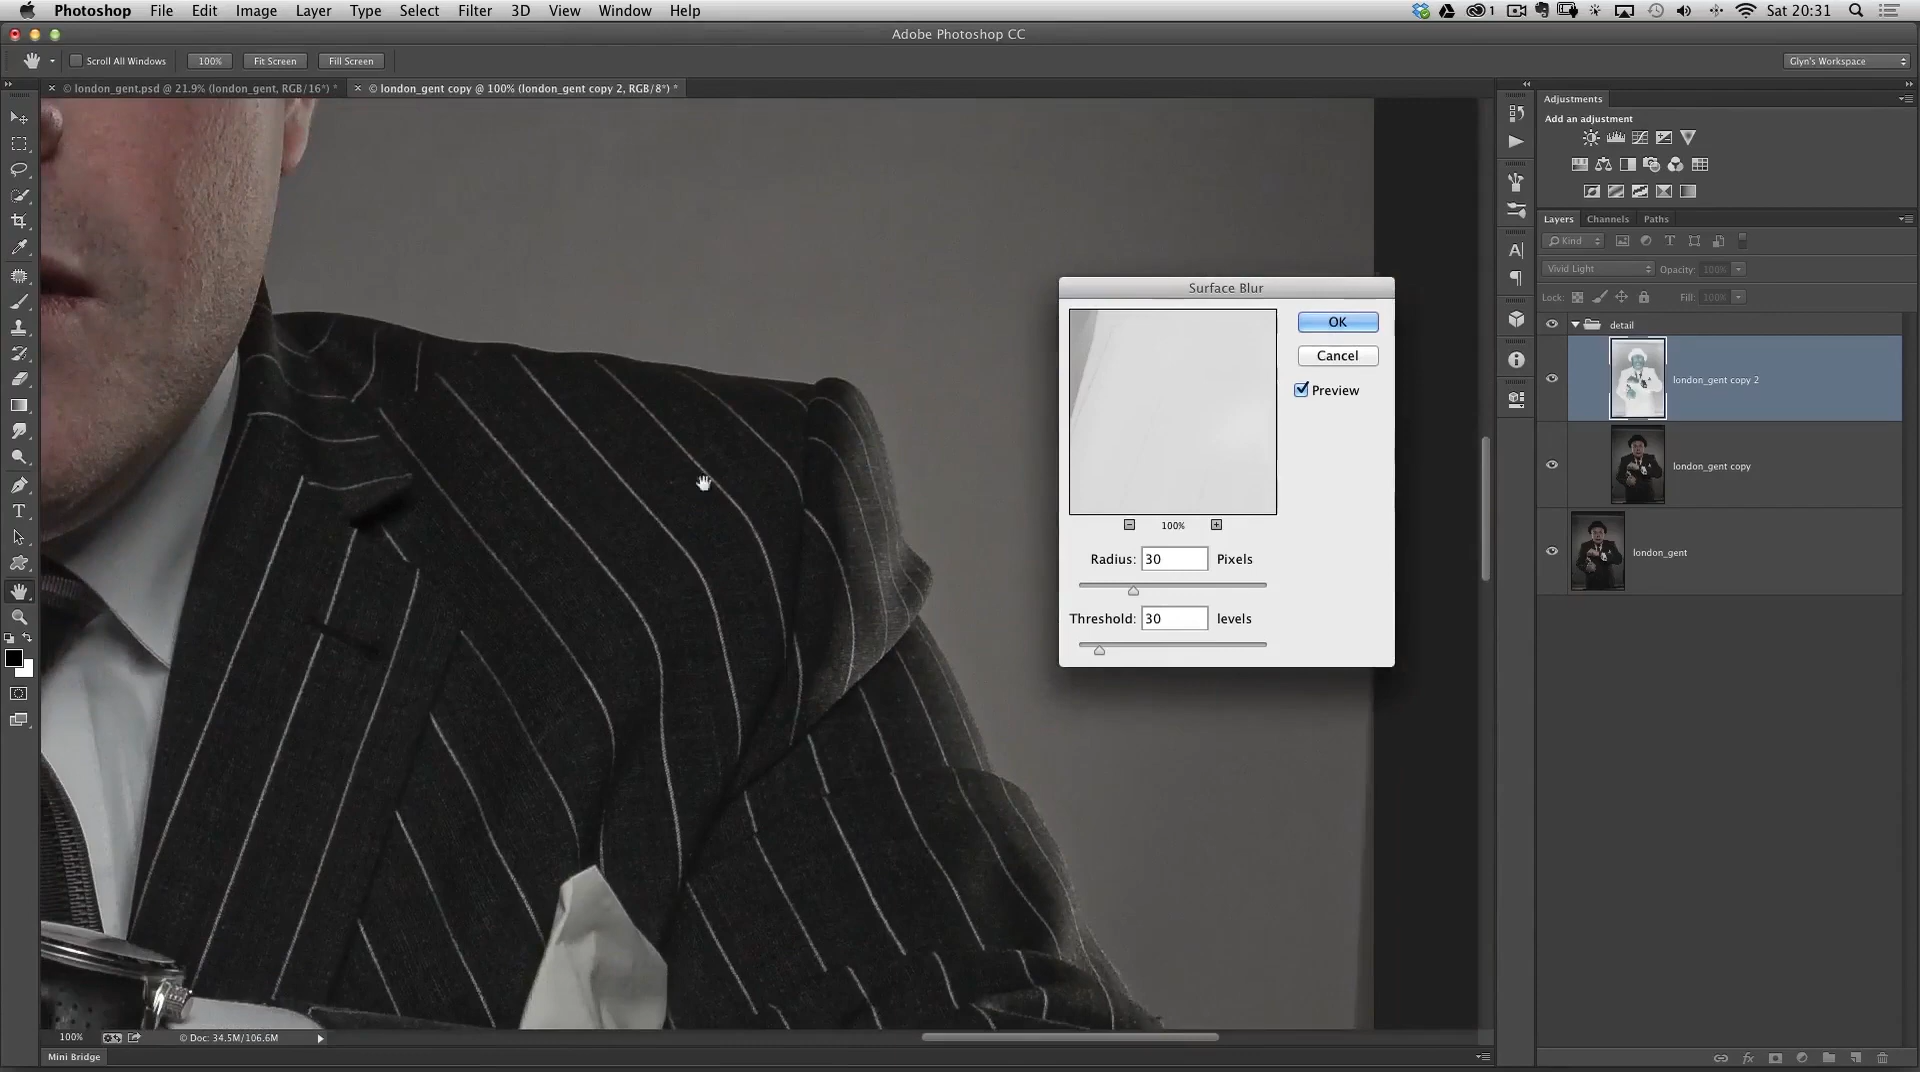 Photoshop File Edit Image Layer Type Select Filter 3D View Window Help 1 Sat 20:31
Adobe Photoshop CC
Scroll All Windows 100% Fit Screen Fill Screen Glyn's Workspace
© london_gent.psd @ 21.9% (london_gent, RGB/16*) * © london_gent copy @ 100% (london_gent copy 2, RGB/8*) *
Adjustments
Add an adjustment
Layers Channels Paths
Kind
Vivid Light Opacity: 100%
Lock: Fill: 100%
detail
london_gent copy 2
london_gent copy
london_gent
Surface Blur
OK
Cancel
Preview
100%
Radius: 30 Pixels
Threshold: 30 levels
100% © Doc: 34.5M/106.6M
Mini Bridge